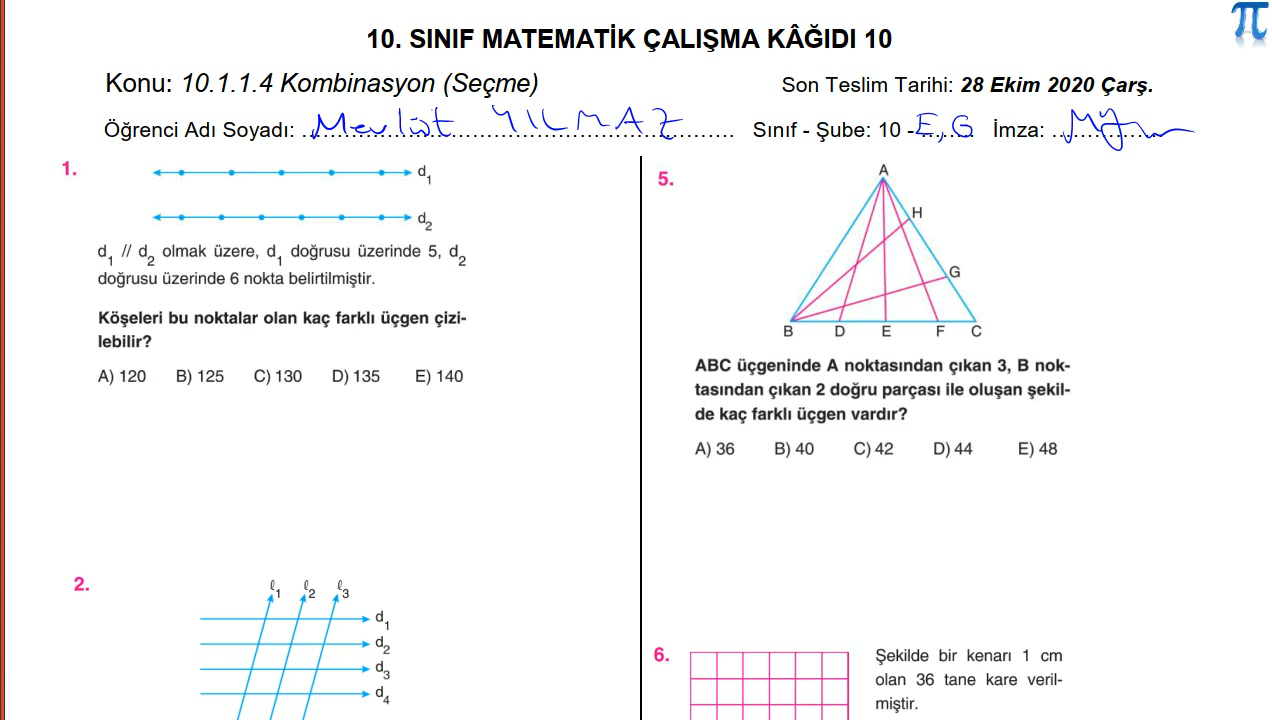 10. SINIF MATEMATİK ÇALIŞMA KÂĞIDI 10
π
Konu: 10.1.1.4 Kombinasyon (Seçme)
Son Teslim Tarihi: 28 Ekim 2020 Çarş.
Öğrenci Adı Soyadı: Mevlüt YILMAZ Sınıf - Şube: 10 - E, G İmza:
1.
d1
d2
d1 // d2 olmak üzere, d1 doğrusu üzerinde 5, d2
doğrusu üzerinde 6 nokta belirtilmiştir.
Köşeleri bu noktalar olan kaç farklı üçgen çizi-
lebilir?
A) 120 B) 125 C) 130 D) 135 E) 140
2.
ℓ1 ℓ2 ℓ3
d1
d2
d3
d4
5.
A
H
G
B D E F C
ABC üçgeninde A noktasından çıkan 3, B nok-
tasından çıkan 2 doğru parçası ile oluşan şekil-
de kaç farklı üçgen vardır?
A) 36 B) 40 C) 42 D) 44 E) 48
6.
Şekilde bir kenarı 1 cm
olan 36 tane kare veril-
miştir.